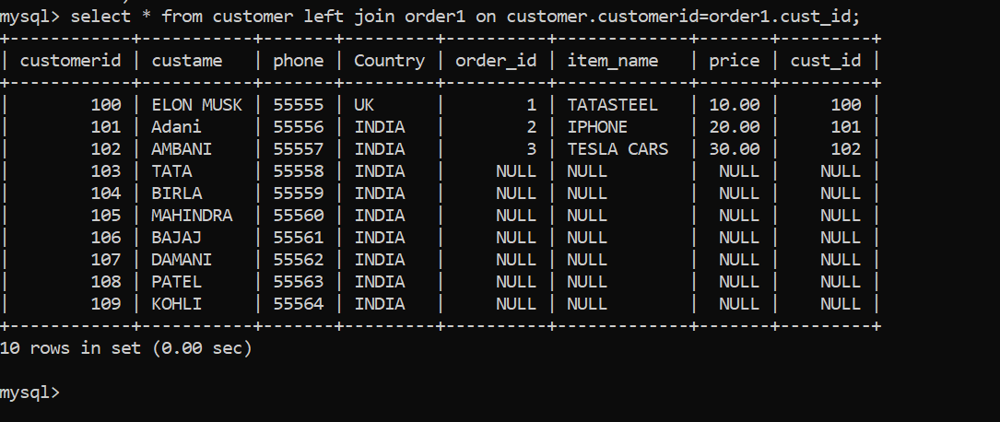 mysql> select * from customer left join order1 on customer.customerid=order1.cust_id;
+------------+-----------+-------+---------+----------+------------+-------+---------+
| customerid | custame   | phone | Country | order_id | item_name  | price | cust_id |
+------------+-----------+-------+---------+----------+------------+-------+---------+
|        100 | ELON MUSK | 55555 | UK      |        1 | TATASTEEL  | 10.00 |     100 |
|        101 | Adani     | 55556 | INDIA   |        2 | IPHONE     | 20.00 |     101 |
|        102 | AMBANI    | 55557 | INDIA   |        3 | TESLA CARS | 30.00 |     102 |
|        103 | TATA      | 55558 | INDIA   |     NULL | NULL       |  NULL |    NULL |
|        104 | BIRLA     | 55559 | INDIA   |     NULL | NULL       |  NULL |    NULL |
|        105 | MAHINDRA  | 55560 | INDIA   |     NULL | NULL       |  NULL |    NULL |
|        106 | BAJAJ     | 55561 | INDIA   |     NULL | NULL       |  NULL |    NULL |
|        107 | DAMANI    | 55562 | INDIA   |     NULL | NULL       |  NULL |    NULL |
|        108 | PATEL     | 55563 | INDIA   |     NULL | NULL       |  NULL |    NULL |
|        109 | KOHLI     | 55564 | INDIA   |     NULL | NULL       |  NULL |    NULL |
+------------+-----------+-------+---------+----------+------------+-------+---------+
10 rows in set (0.00 sec)
mysql>